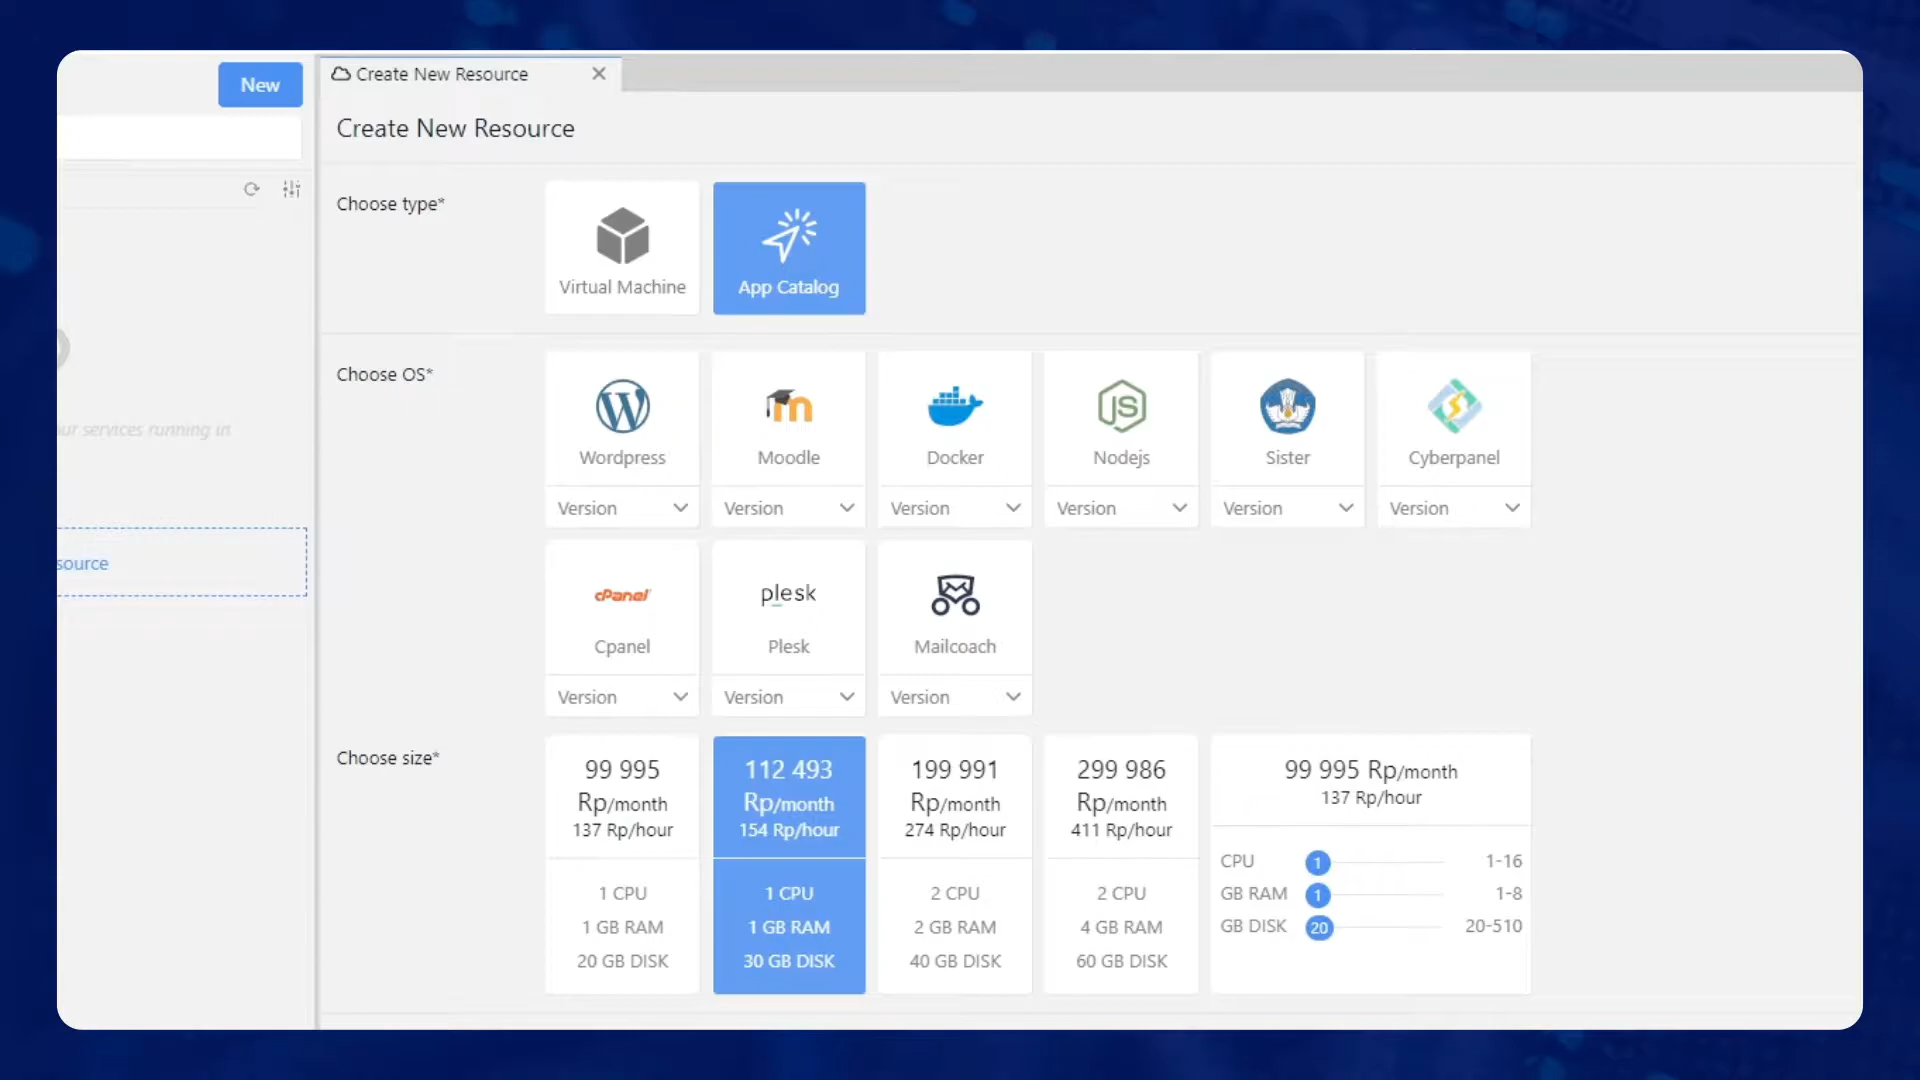 New
Create New Resource
Create New Resource
Choose type*
Virtual Machine
App Catalog
our services running in
source
Choose OS*
Wordpress
Moodle
Docker
Nodejs
Sister
Cyberpanel
Version
Version
Version
Version
Version
Version
cPanel
plesk
Cpanel
Plesk
Mailcoach
Version
Version
Version
Choose size*
99 995
Rp/month
137 Rp/hour
1 CPU
1 GB RAM
20 GB DISK
112 493
Rp/month
154 Rp/hour
1 CPU
1 GB RAM
30 GB DISK
199 991
Rp/month
274 Rp/hour
2 CPU
2 GB RAM
40 GB DISK
299 986
Rp/month
411 Rp/hour
2 CPU
4 GB RAM
60 GB DISK
99 995 Rp/month
137 Rp/hour
CPU 1 1-16
GB RAM 1 1-8
GB DISK 20 20-510